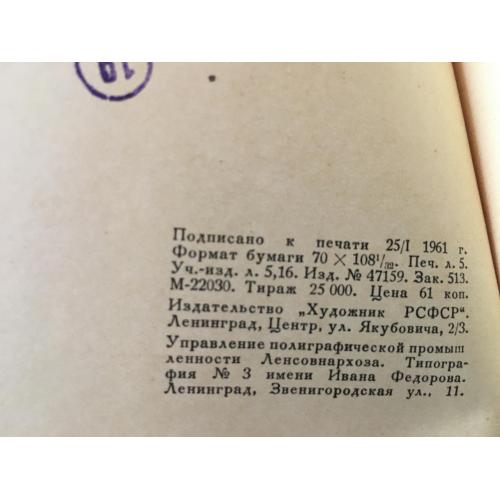 10
Подписано к печати 25/I 1961 г.
Формат бумаги 70 × 108¹/₃₂. Печ. л. 5.
Уч.-изд. л. 5,16. Изд. № 47159. Зак. 513.
М-22030. Тираж 25 000. Цена 61 коп.
Издательство „Художник РСФСР“.
Ленинград, Центр, ул. Якубовича, 2/3.
Управление полиграфической промыш
ленности Ленсовнархоза. Типогра-
фия № 3 имени Ивана Федорова.
Ленинград, Звенигородская ул., 11.